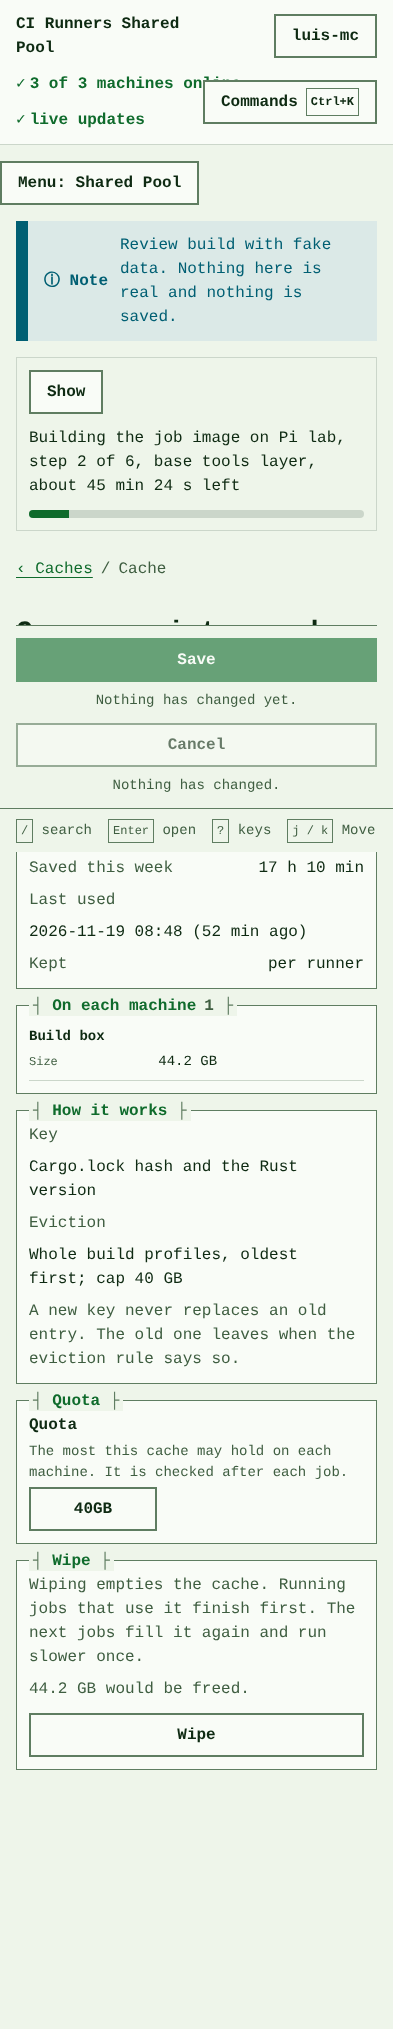 CI Runners Shared
Pool
luis-mc
✓ 3 of 3 machines
Commands Ctrl+K
✓ live updates
Menu: Shared Pool
ⓘ Note
Review build with fake
data. Nothing here is
real and nothing is
saved.
Show
Building the job image on Pi lab,
step 2 of 6, base tools layer,
about 45 min 24 s left
‹ Caches / Cache
Save
Nothing has changed yet.
Cancel
Nothing has changed.
/ search Enter open ? keys j / k Move
Saved this week 17 h 10 min
Last used
2026-11-19 08:48 (52 min ago)
Kept per runner
On each machine 1
Build box
Size 44.2 GB
How it works
Key
Cargo.lock hash and the Rust
version
Eviction
Whole build profiles, oldest
first; cap 40 GB
A new key never replaces an old
entry. The old one leaves when the
eviction rule says so.
Quota
Quota
The most this cache may hold on each
machine. It is checked after each job.
40GB
Wipe
Wiping empties the cache. Running
jobs that use it finish first. The
next jobs fill it again and run
slower once.
44.2 GB would be freed.
Wipe